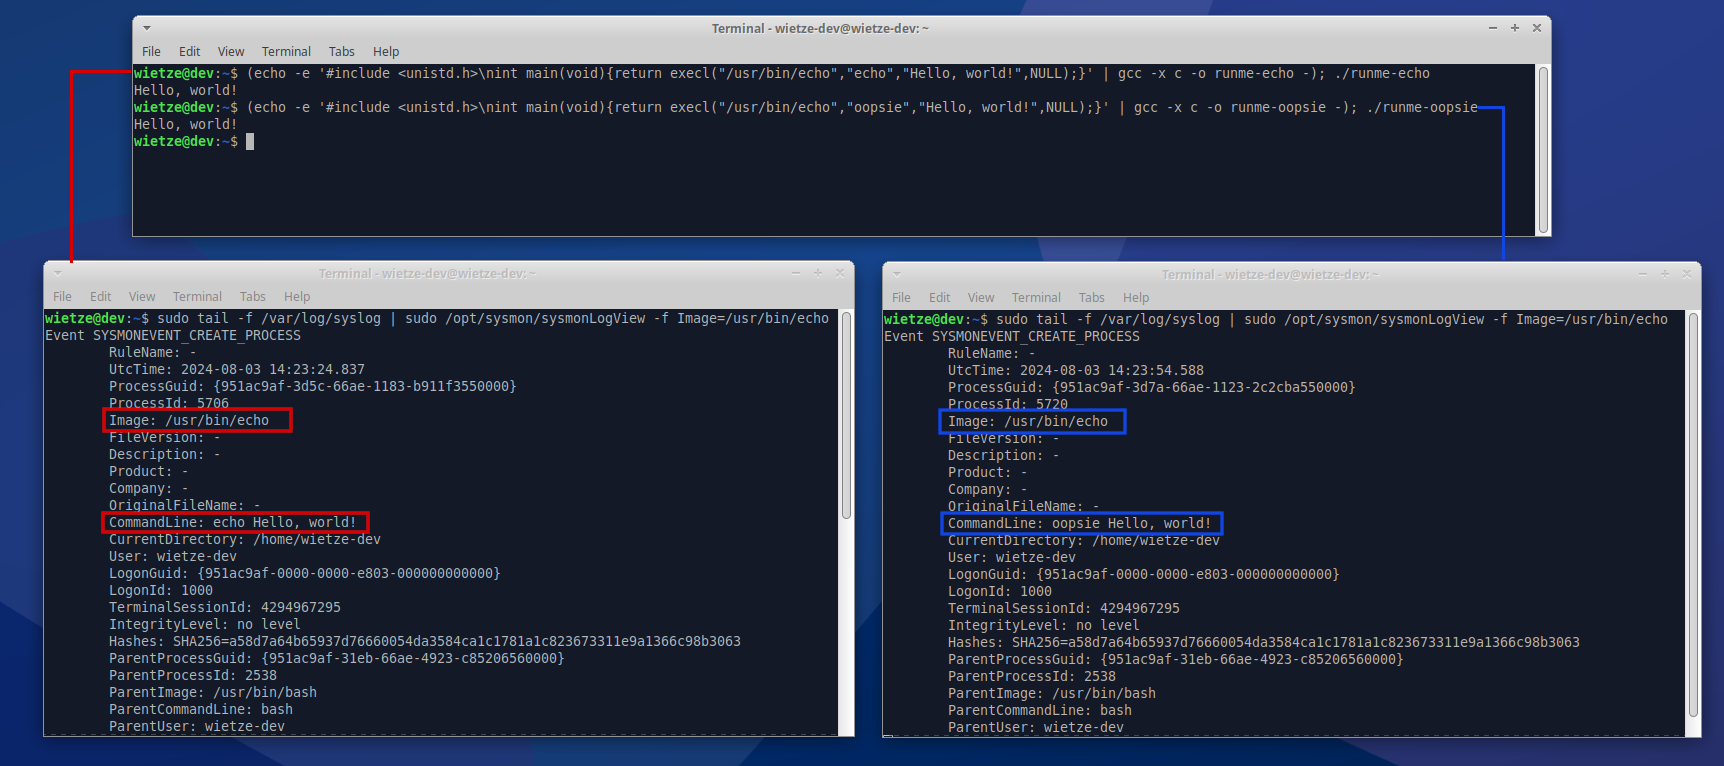 Terminal - wietze-dev@wietze-dev: ~
File Edit View Terminal Tabs Help
wietze@dev:~$ (echo -e '#include <unistd.h>\nint main(void){return execl("/usr/bin/echo","echo","Hello, world!",NULL);}' | gcc -x c -o runme-echo -); ./runme-echo
Hello, world!
wietze@dev:~$ (echo -e '#include <unistd.h>\nint main(void){return execl("/usr/bin/echo","oopsie","Hello, world!",NULL);}' | gcc -x c -o runme-oopsie -); ./runme-oopsie
Hello, world!
wietze@dev:~$
Terminal - wietze-dev@wietze-dev: ~
File Edit View Terminal Tabs Help
wietze@dev:~$ sudo tail -f /var/log/syslog | sudo /opt/sysmon/sysmonLogView -f Image=/usr/bin/echo
Event SYSMONEVENT_CREATE_PROCESS
RuleName: -
UtcTime: 2024-08-03 14:23:24.837
ProcessGuid: {951ac9af-3d5c-66ae-1183-b911f3550000}
ProcessId: 5706
Image: /usr/bin/echo
FileVersion: -
Description: -
Product: -
Company: -
OriginalFileName: -
CommandLine: echo Hello, world!
CurrentDirectory: /home/wietze-dev
User: wietze-dev
LogonGuid: {951ac9af-0000-0000-e803-000000000000}
LogonId: 1000
TerminalSessionId: 4294967295
IntegrityLevel: no level
Hashes: SHA256=a58d7a64b65937d76660054da3584ca1c1781a1c823673311e9a1366c98b3063
ParentProcessGuid: {951ac9af-31eb-66ae-4923-c85206560000}
ParentProcessId: 2538
ParentImage: /usr/bin/bash
ParentCommandLine: bash
ParentUser: wietze-dev
Terminal - wietze-dev@wietze-dev: ~
File Edit View Terminal Tabs Help
wietze@dev:~$ sudo tail -f /var/log/syslog | sudo /opt/sysmon/sysmonLogView -f Image=/usr/bin/echo
Event SYSMONEVENT_CREATE_PROCESS
RuleName: -
UtcTime: 2024-08-03 14:23:54.588
ProcessGuid: {951ac9af-3d7a-66ae-1123-2c2cba550000}
ProcessId: 5720
Image: /usr/bin/echo
FileVersion: -
Description: -
Product: -
Company: -
OriginalFileName: -
CommandLine: oopsie Hello, world!
CurrentDirectory: /home/wietze-dev
User: wietze-dev
LogonGuid: {951ac9af-0000-0000-e803-000000000000}
LogonId: 1000
TerminalSessionId: 4294967295
IntegrityLevel: no level
Hashes: SHA256=a58d7a64b65937d76660054da3584ca1c1781a1c823673311e9a1366c98b3063
ParentProcessGuid: {951ac9af-31eb-66ae-4923-c85206560000}
ParentProcessId: 2538
ParentImage: /usr/bin/bash
ParentCommandLine: bash
ParentUser: wietze-dev